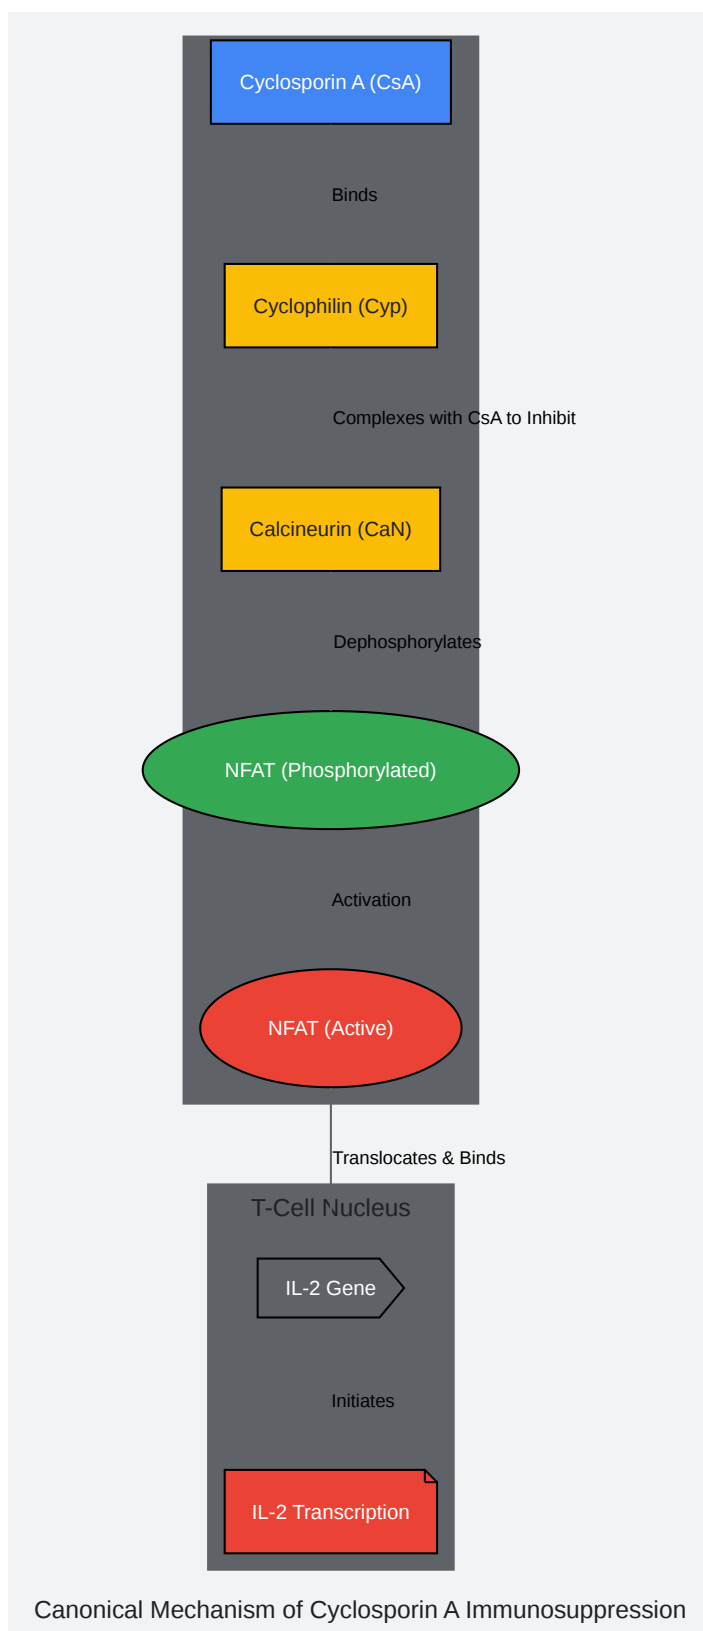 Cyclosporin A (CsA)
Binds
Cyclophilin (Cyp)
Complexes with CsA to Inhibit
Calcineurin (CaN)
Dephosphorylates
NFAT (Phosphorylated)
Activation
NFAT (Active)
Translocates & Binds
T-Cell Nucleus
IL-2 Gene
Initiates
IL-2 Transcription
Canonical Mechanism of Cyclosporin A Immunosuppression